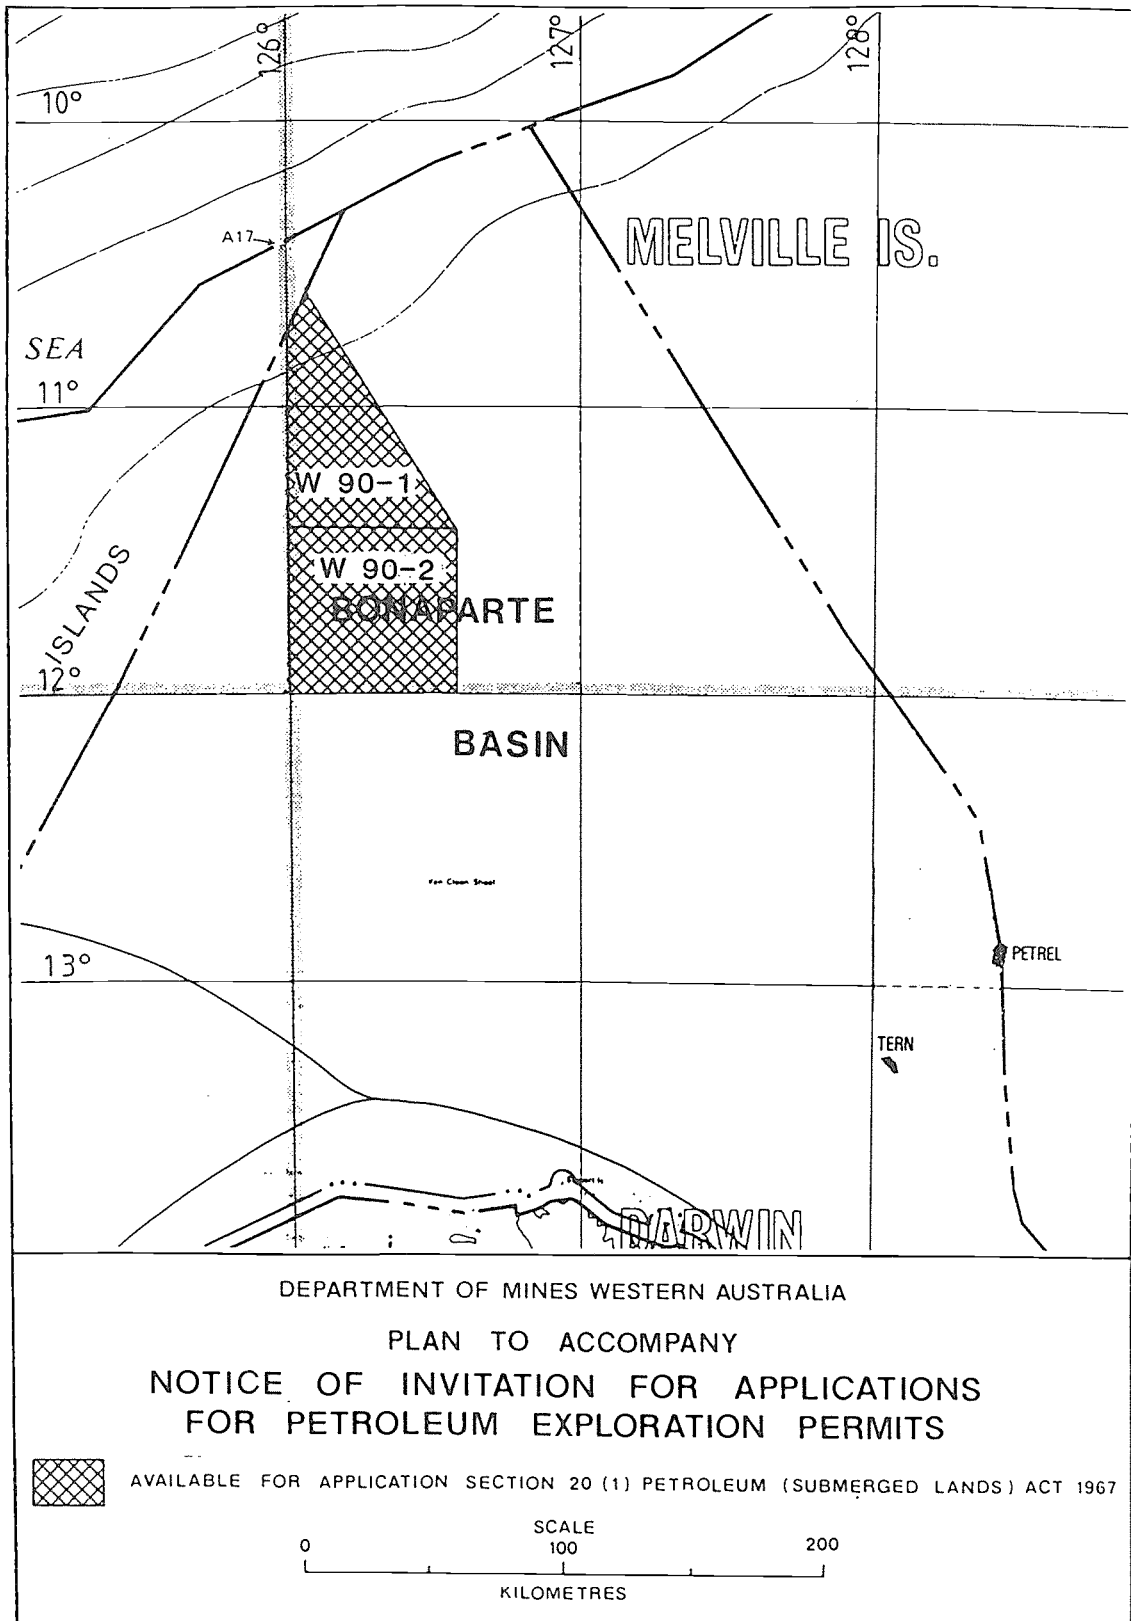 126°
127°
128°
10°
A17
MELVILLE IS.
SEA
11°
W 90-1
ISLANDS
W 90-2
BONAPARTE
12°
BASIN
13°
PETREL
TERN
DARWIN
DEPARTMENT OF MINES WESTERN AUSTRALIA
PLAN TO ACCOMPANY
NOTICE OF INVITATION FOR APPLICATIONS
FOR PETROLEUM EXPLORATION PERMITS
AVAILABLE FOR APPLICATION SECTION 20 (1) PETROLEUM (SUBMERGED LANDS) ACT 1967
SCALE
0 100 200
KILOMETRES